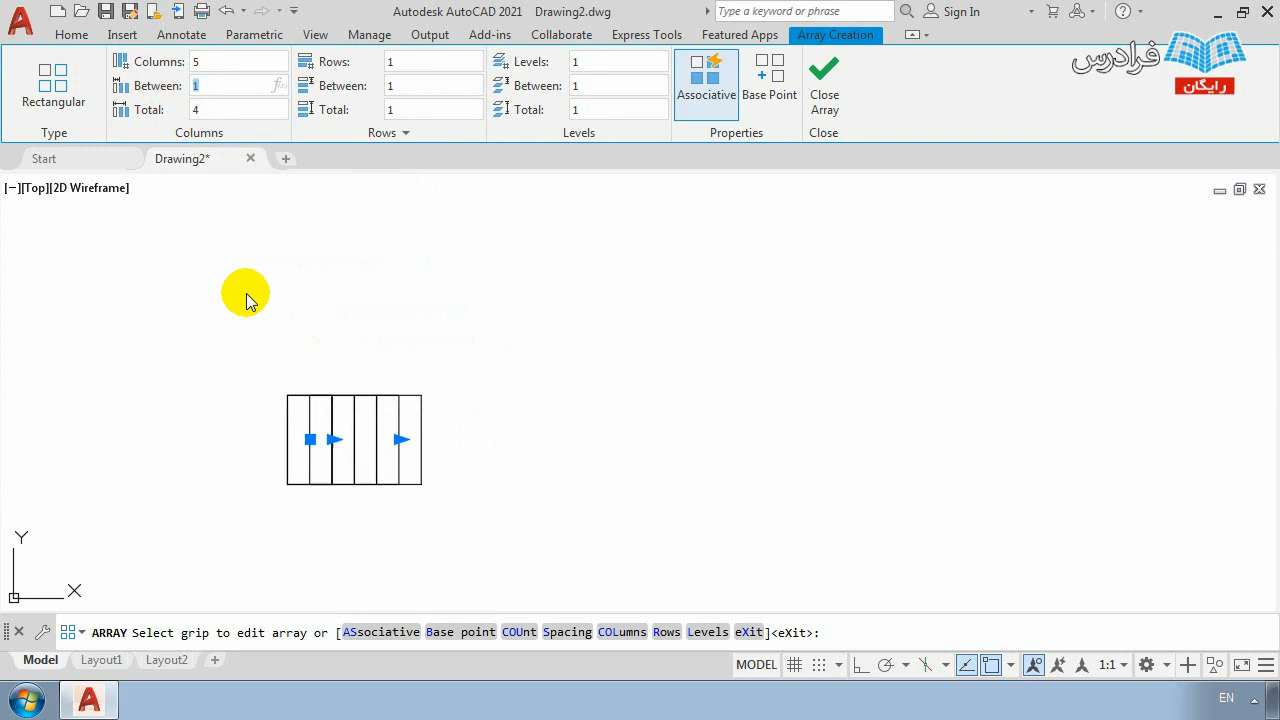 Autodesk AutoCAD 2021 Drawing2.dwg
Type a keyword or phrase
Sign In
Home Insert Annotate Parametric View Manage Output Add-ins Collaborate Express Tools Featured Apps Array Creation
فرادرس
رایگان
Rectangular
Type
Columns: 5
Between: 1
Total: 4
Columns
Rows: 1
Between: 1
Total: 1
Rows
Levels: 1
Between: 1
Total: 1
Levels
Associative Base Point
Properties
Close
Array
Close
Start Drawing2*
[−][Top][2D Wireframe]
Y
X
ARRAY Select grip to edit array or [ASsociative Base point COUnt Spacing COLumns Rows Levels eXit]<eXit>:
Model Layout1 Layout2
MODEL 1:1
EN